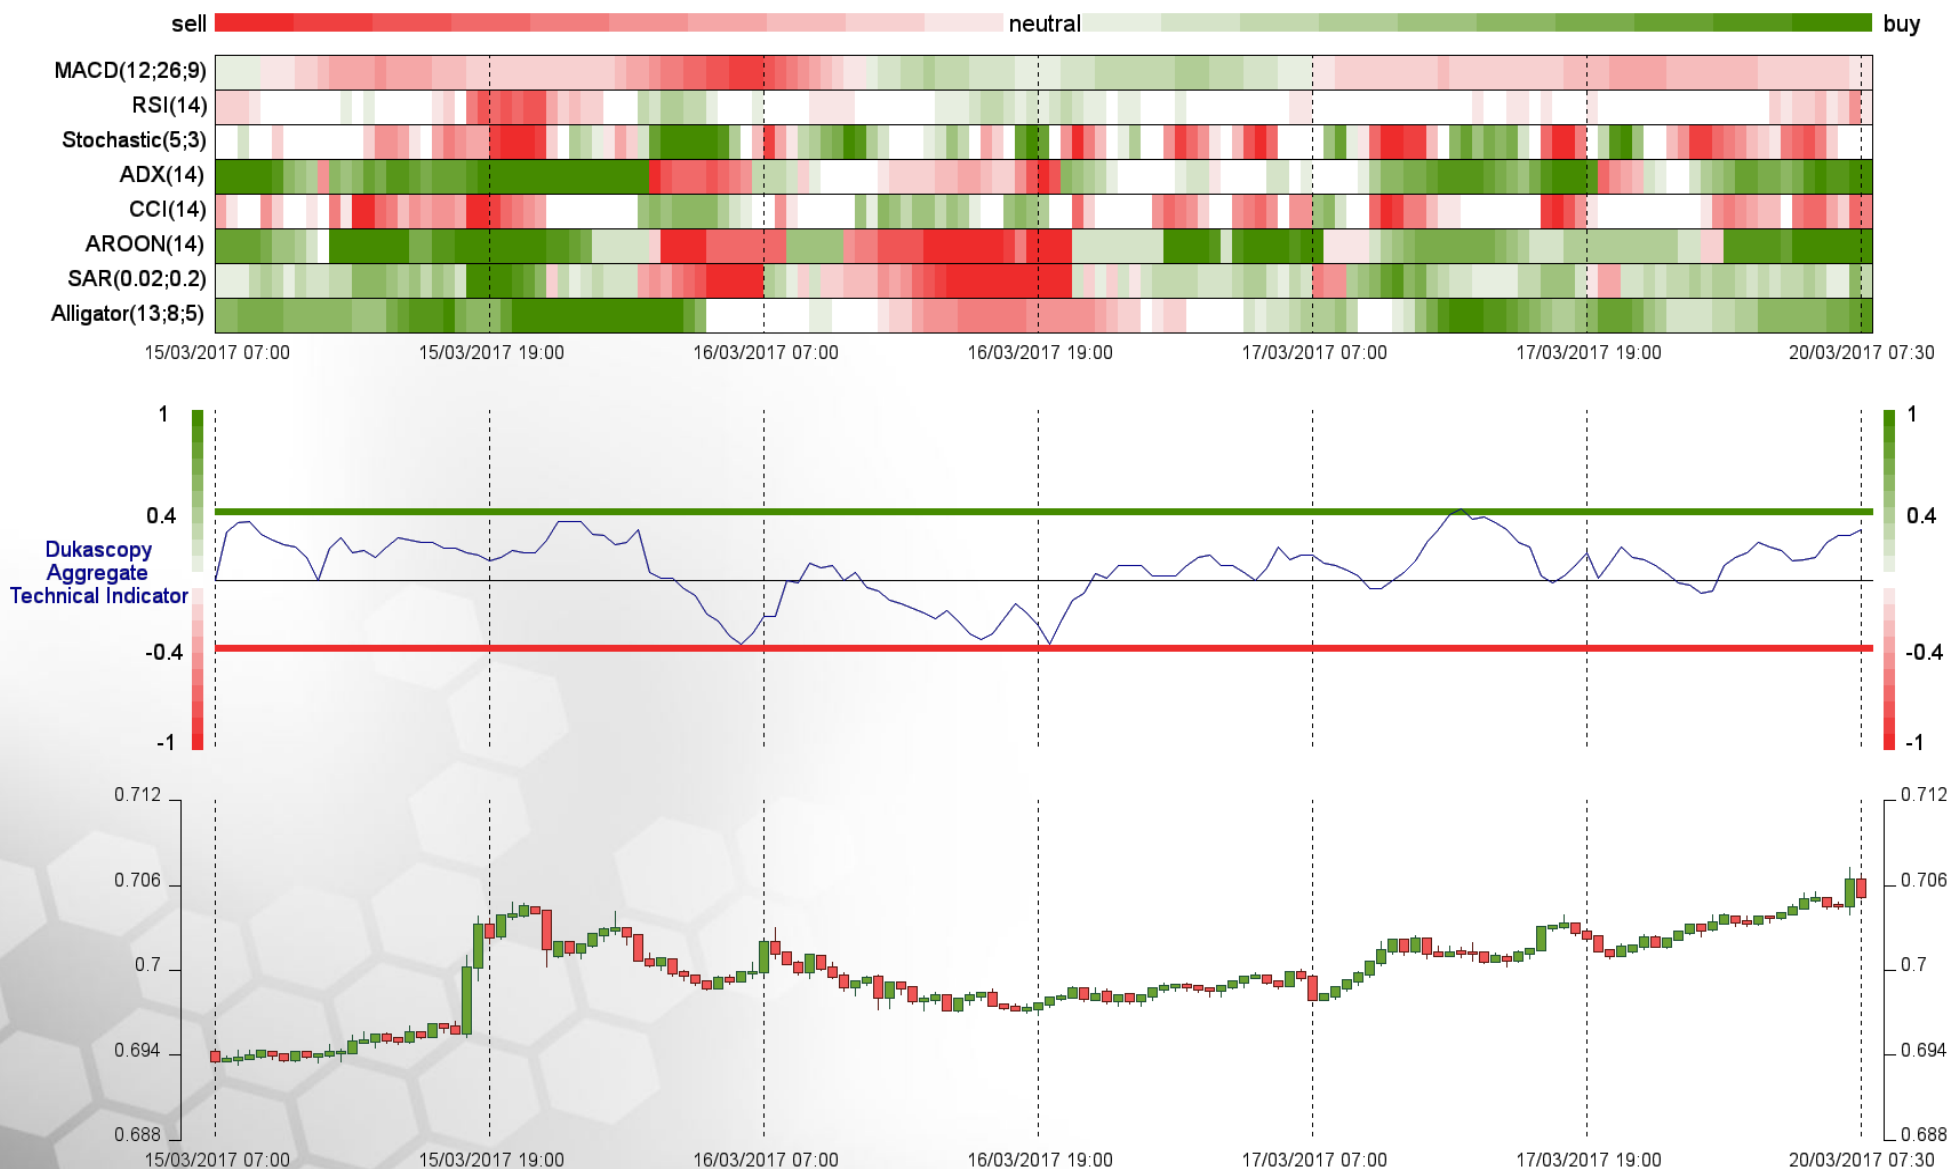 sell neutral buy
MACD(12;26;9)
RSI(14)
Stochastic(5;3)
ADX(14)
CCI(14)
AROON(14)
SAR(0.02;0.2)
Alligator(13;8;5)
15/03/2017 07:00 15/03/2017 19:00 16/03/2017 07:00 16/03/2017 19:00 17/03/2017 07:00 17/03/2017 19:00 20/03/2017 07:30
1 1
0.4 0.4
Dukascopy
Aggregate
Technical Indicator
-0.4 -0.4
-1 -1
0.712 0.712
0.706 0.706
0.7 0.7
0.694 0.694
0.688 0.688
15/03/2017 07:00 15/03/2017 19:00 16/03/2017 07:00 16/03/2017 19:00 17/03/2017 07:00 17/03/2017 19:00 20/03/2017 07:30